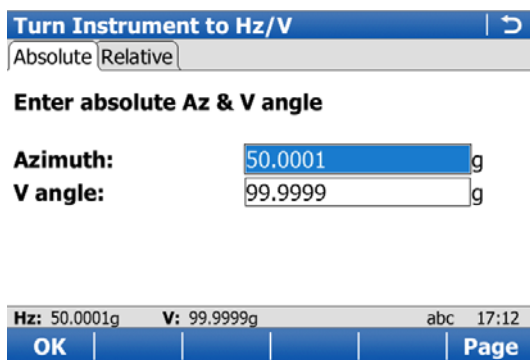 Turn Instrument to Hz/V
Absolute Relative
Enter absolute Az & V angle
Azimuth: 50.0001 g
V angle: 99.9999 g
Hz: 50.0001g V: 99.9999g abc 17:12
OK Page